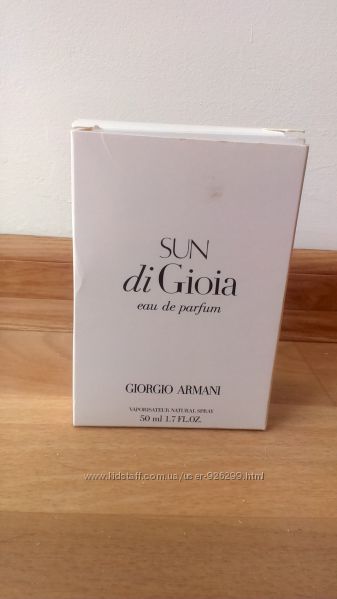 SUN
di Gioia
eau de parfum
GIORGIO ARMANI
VAPORISATEUR NATURAL SPRAY
50 ml 1.7 FL.OZ.
www.kidstaff.com.ua/user-926299.html